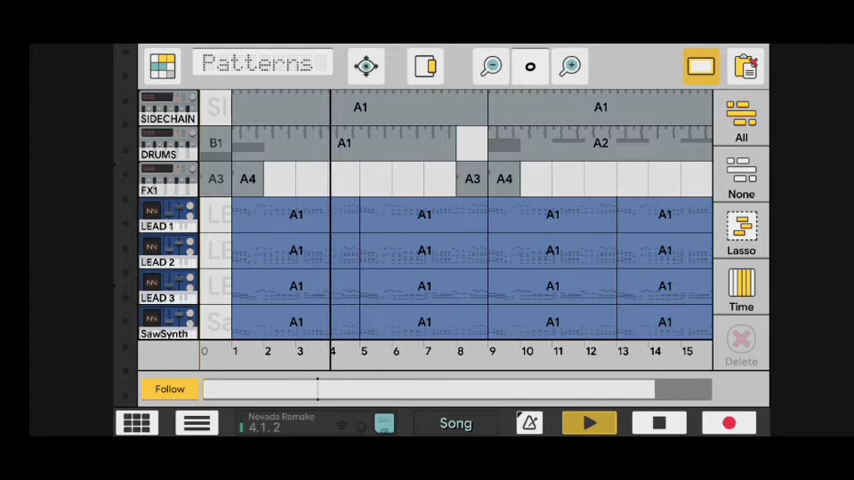 Patterns
SIDECHAIN
A1 A1
DRUMS
B1 A1 A2
FX1
A3 A4 A3 A4
LEAD 1
A1 A1 A1 A1
LEAD 2
A1 A1 A1 A1
LEAD 3
A1 A1 A1 A1
SawSynth
A1 A1 A1 A1
0 1 2 3 4 5 6 7 8 9 10 11 12 13 14 15
All
None
Lasso
Time
Delete
Follow
Nevada Remake
4.1.2
Song